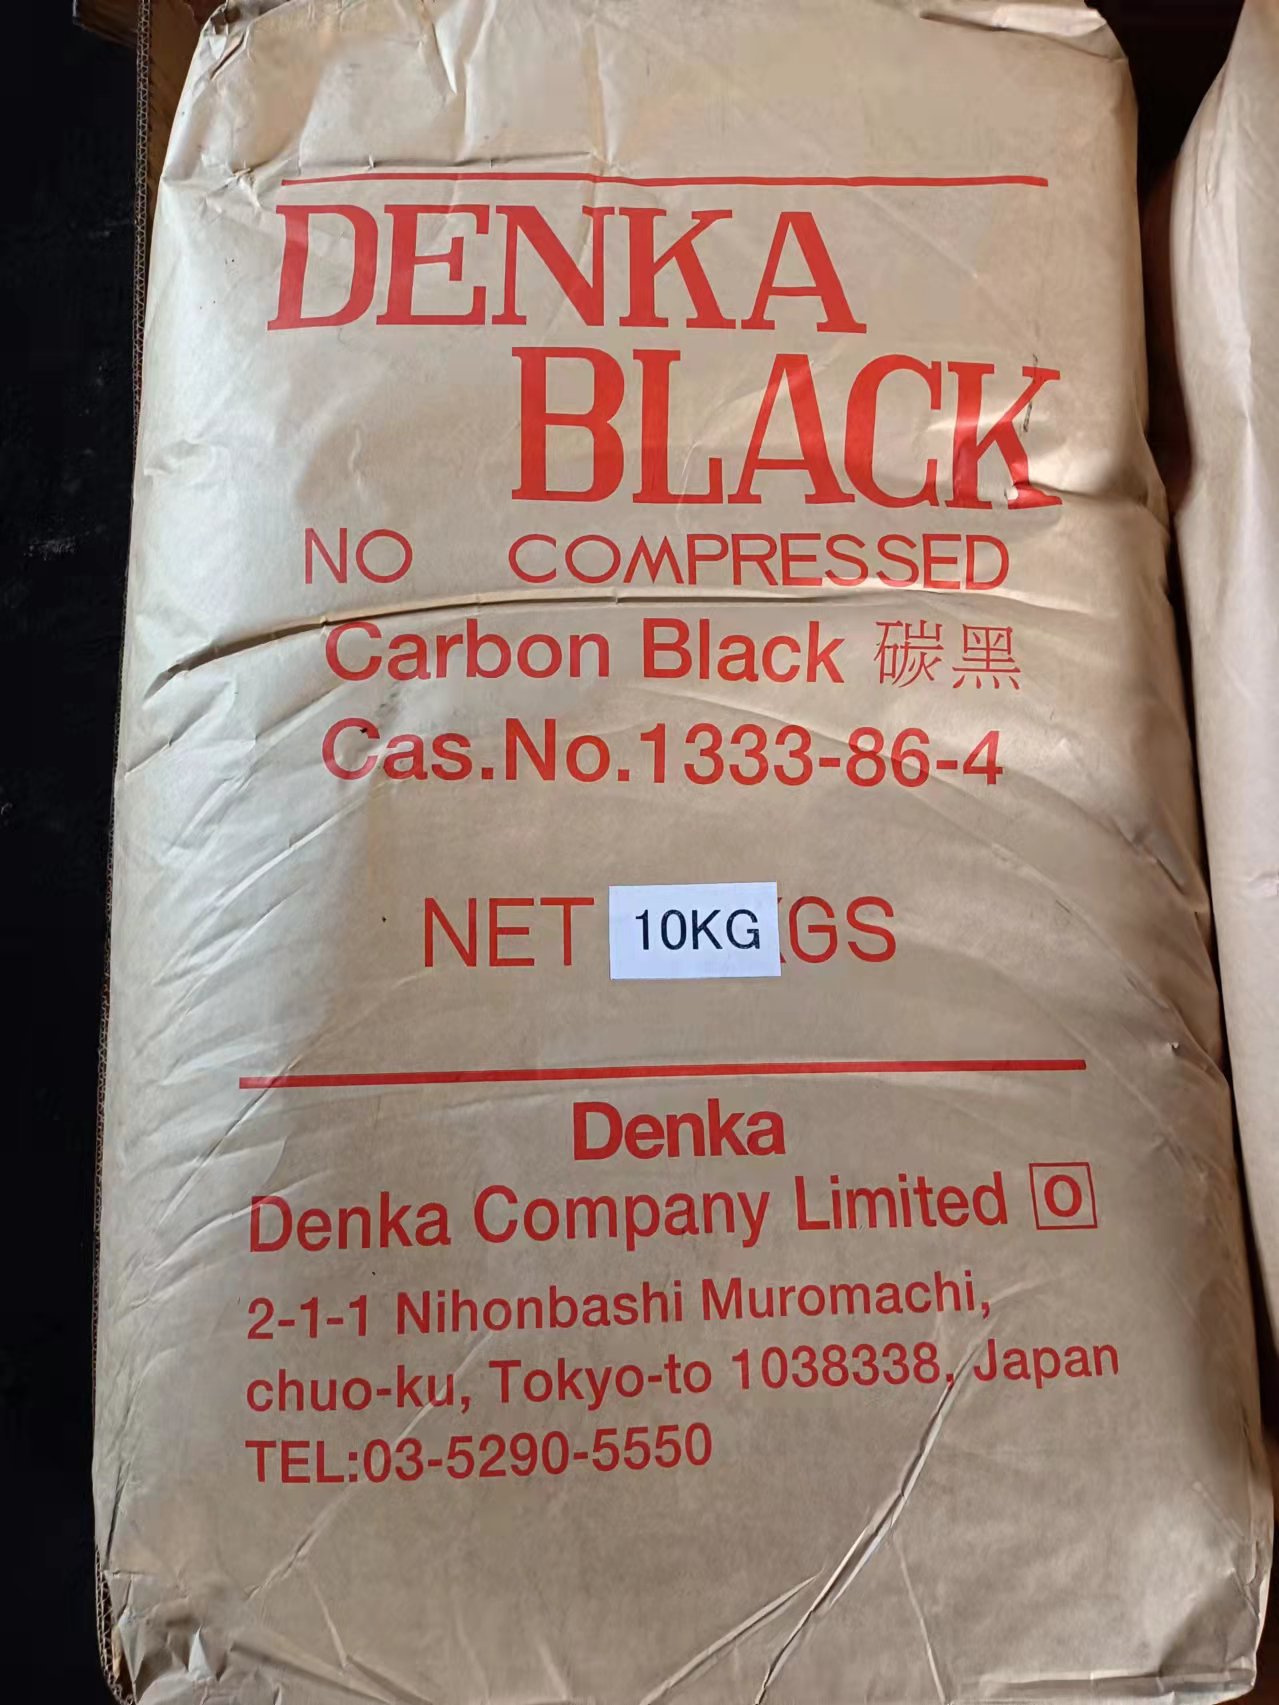 DENKA
BLACK
NO COMPRESSED
Carbon Black 碳黑
Cas.No.1333-86-4
NET 10KG GS
Denka
Denka Company Limited O
2-1-1 Nihonbashi Muromachi,
chuo-ku, Tokyo-to 1038338, Japan
TEL:03-5290-5550